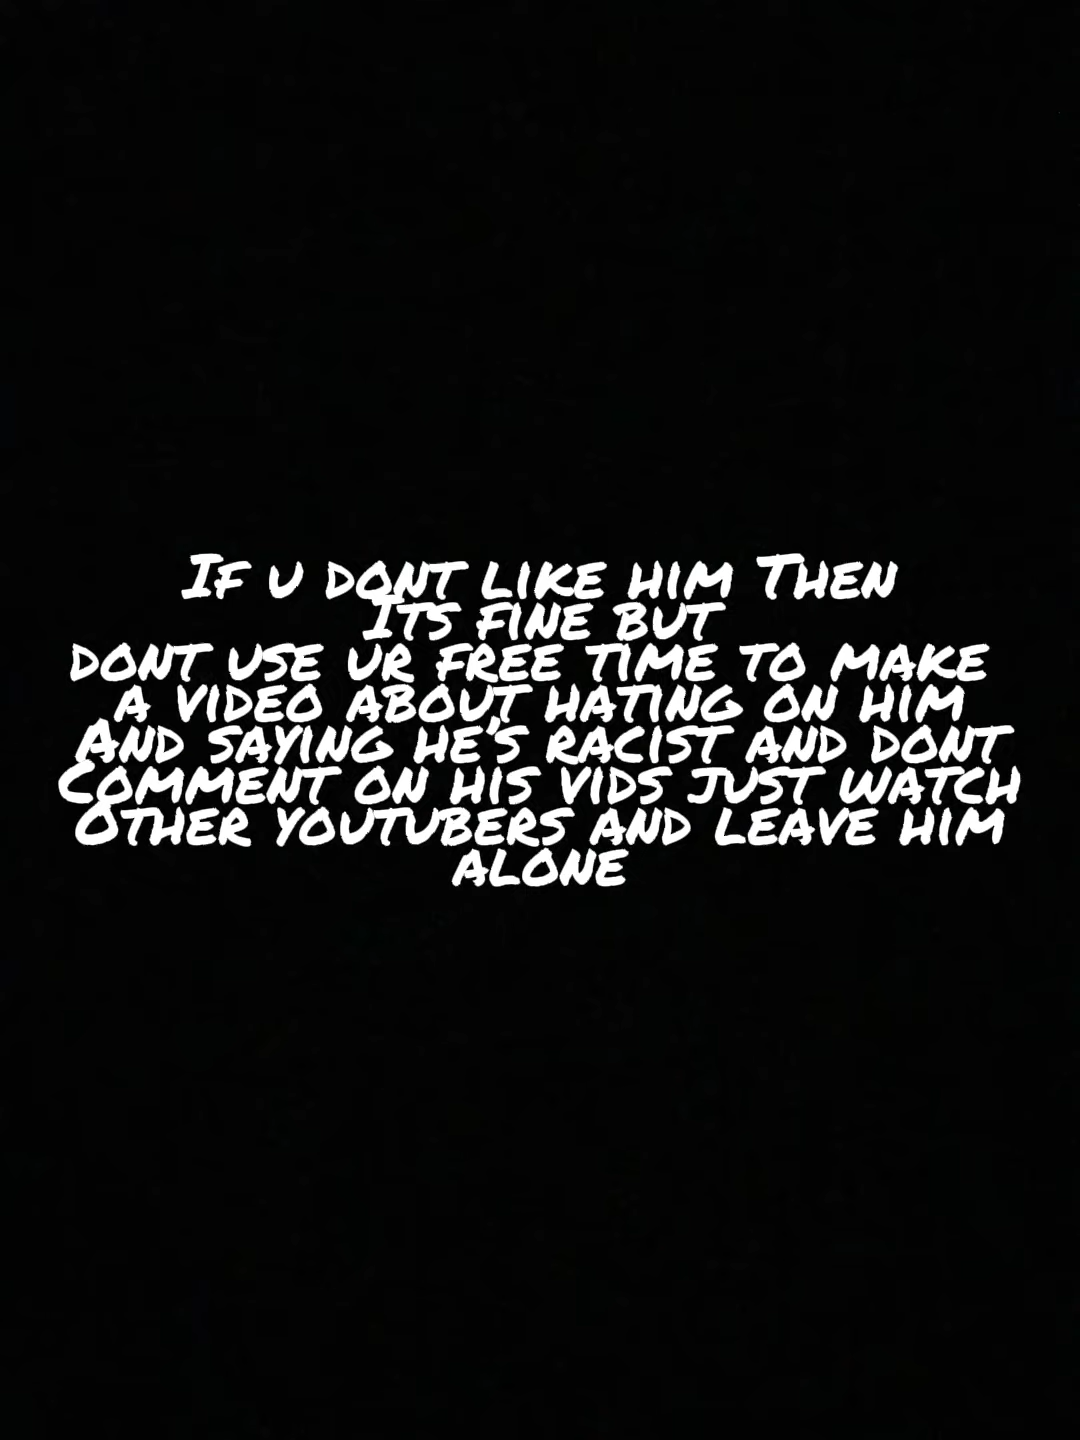 If u dont like him Then
Its fine but
dont use ur free time to make
a video about hating on him
And saying he's racist and dont
Comment on his vids just watch
Other youtubers and leave him
alone